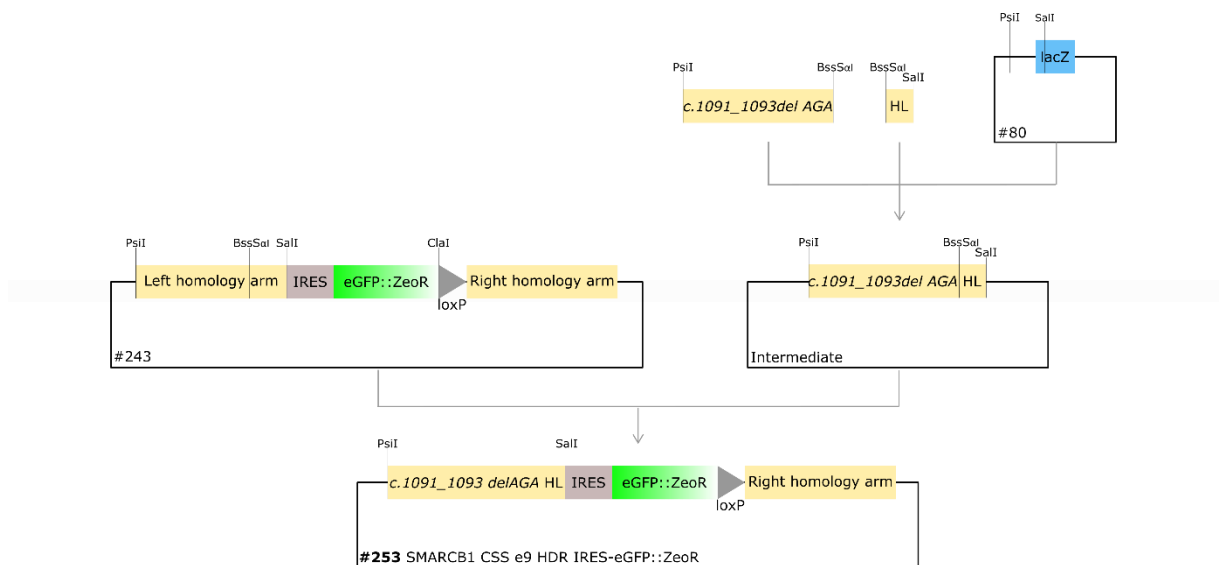 PsiI SalI
lacZ
PsiI BssSαI BssSαI
SalI
c.1091_1093del AGA HL
#80
PsiI BssSαI SalI ClaI
Left homology arm IRES eGFP::ZeoR Right homology arm
loxP
#243
PsiI BssSαI
SalI
c.1091_1093del AGA HL
Intermediate
PsiI SalI
c.1091_1093 delAGA HL IRES eGFP::ZeoR Right homology arm
loxP
#253 SMARCB1 CSS e9 HDR IRES-eGFP::ZeoR